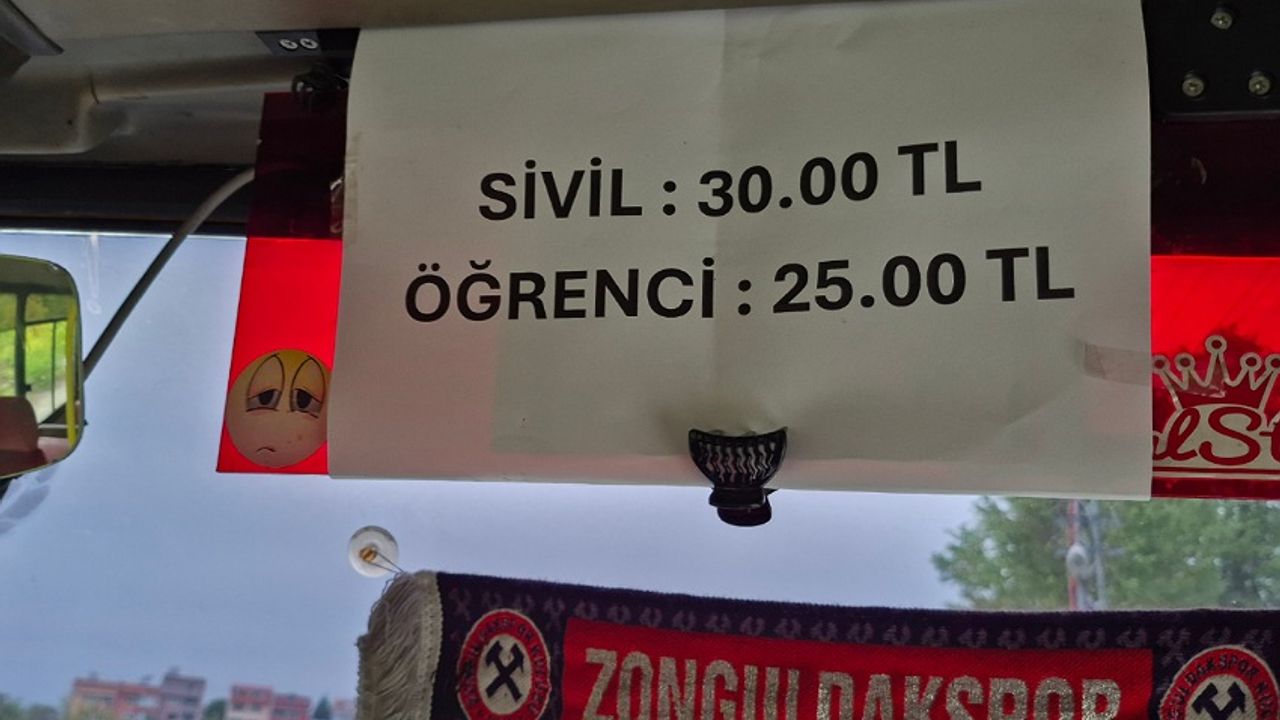 SİVİL : 30.00 TL
ÖĞRENCİ : 25.00 TL
ZONGULDAKSPOR